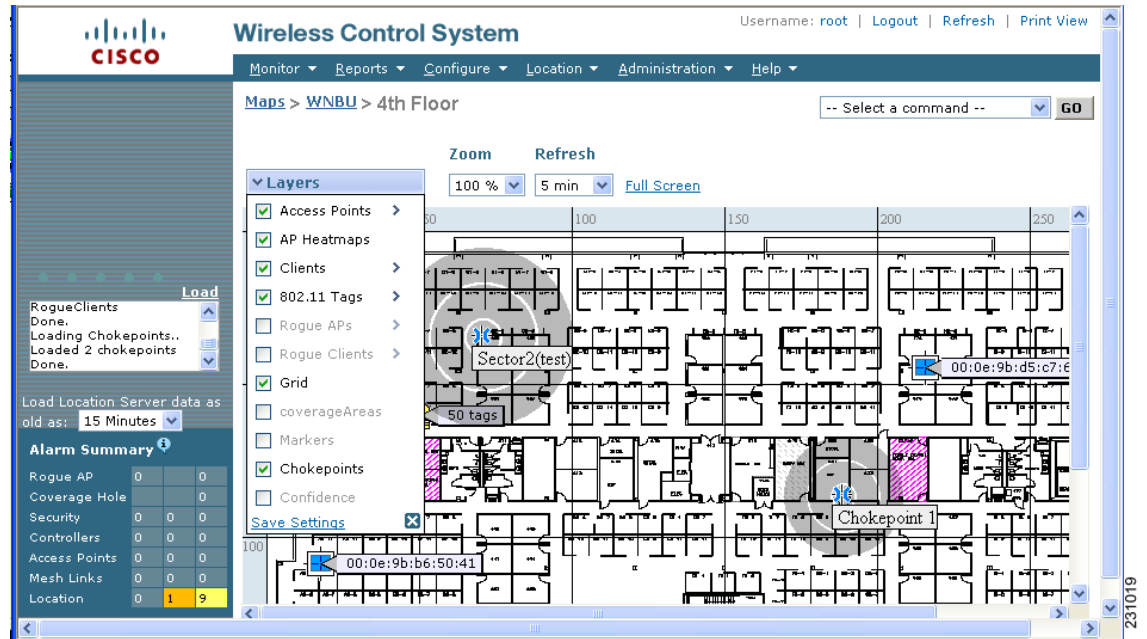 CISCO
Wireless Control System
Username: root | Logout | Refresh | Print View
Monitor Reports Configure Location Administration Help
Maps > WNBU > 4th Floor
-- Select a command -- GO
Zoom Refresh
100 % 5 min Full Screen
Layers
Access Points >
AP Heatmaps
Clients >
802.11 Tags >
Rogue APs >
Rogue Clients >
Grid
coverageAreas
Markers
Chokepoints
Confidence
Save Settings
50 100 150 200 250
Sector2(test)
00:0e:9b:d5:c7:6
50 tags
Chokepoint 1
100
00:0e:9b:b6:50:41
Load
RogueClients
Done.
Loading Chokepoints..
Loaded 2 chokepoints
Done.
Load Location Server data as
old as: 15 Minutes
Alarm Summary
Rogue AP 0 0
Coverage Hole 0
Security 0 0 0
Controllers 0 0 0
Access Points 0 0 0
Mesh Links 0 0 0
Location 0 1 9
231019